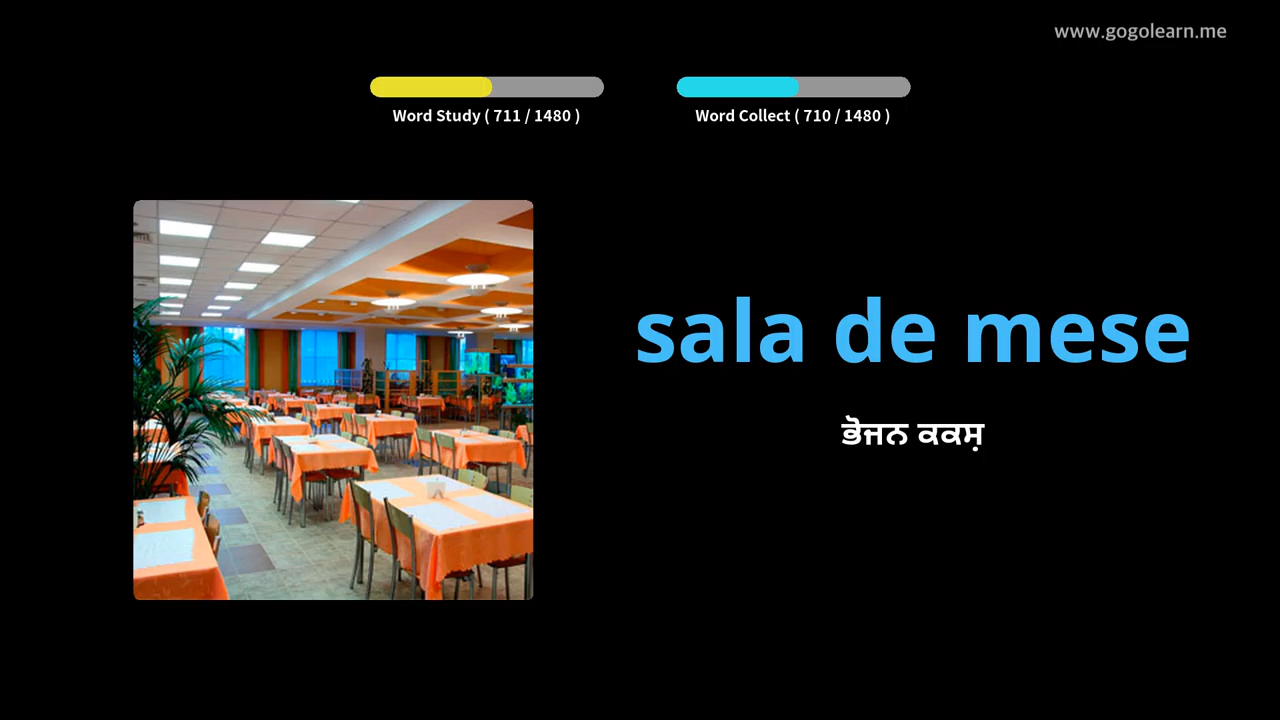 www.gogolearn.me
Word Study ( 711 / 1480 )
Word Collect ( 710 / 1480 )
sala de mese
ਭੋਜਨ ਕਕਸ਼